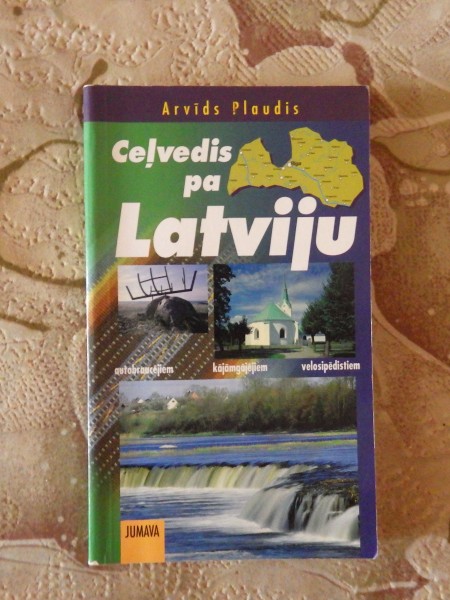 Arvīds Plaudis
Ceļvedis
pa
Latviju
autobraucējiem kājāmgājējiem velosipēdistiem
JUMAVA